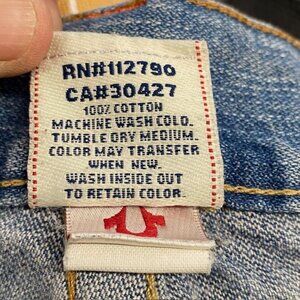 RN#112790
CA#30427
100% COTTON
MACHINE WASH COLD.
TUMBLE DRY MEDIUM.
COLOR MAY TRANSFER
WHEN NEW.
WASH INSIDE OUT
TO RETAIN COLOR.